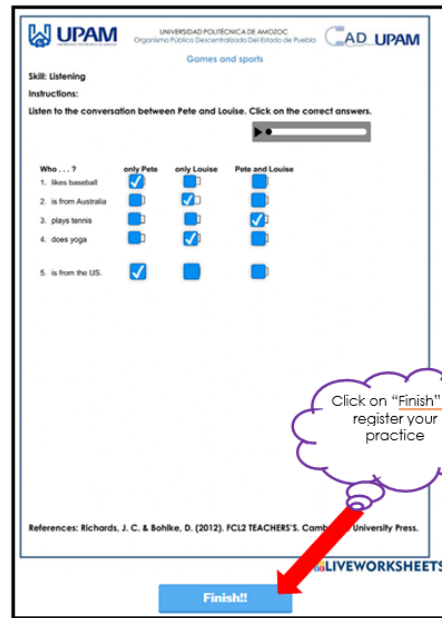 UPAM
UNIVERSIDAD POLITÉCNICA DE AMOZOC
Organismo Público Descentralizado Del Estado de Puebla
CAD UPAM
Games and sports
Skill: Listening
Instructions:
Listen to the conversation between Pete and Louise. Click on the correct answers.
Who . . . ? only Pete only Louise Pete and Louise
1. likes baseball
2. is from Australia
3. plays tennis
4. does yoga
5. is from the US.
Click on “Finish”
register your
practice
References: Richards, J. C. & Bohlke, D. (2012). FCL2 TEACHERS'S. University Press.
LIVEWORKSHEETS
Finish!!